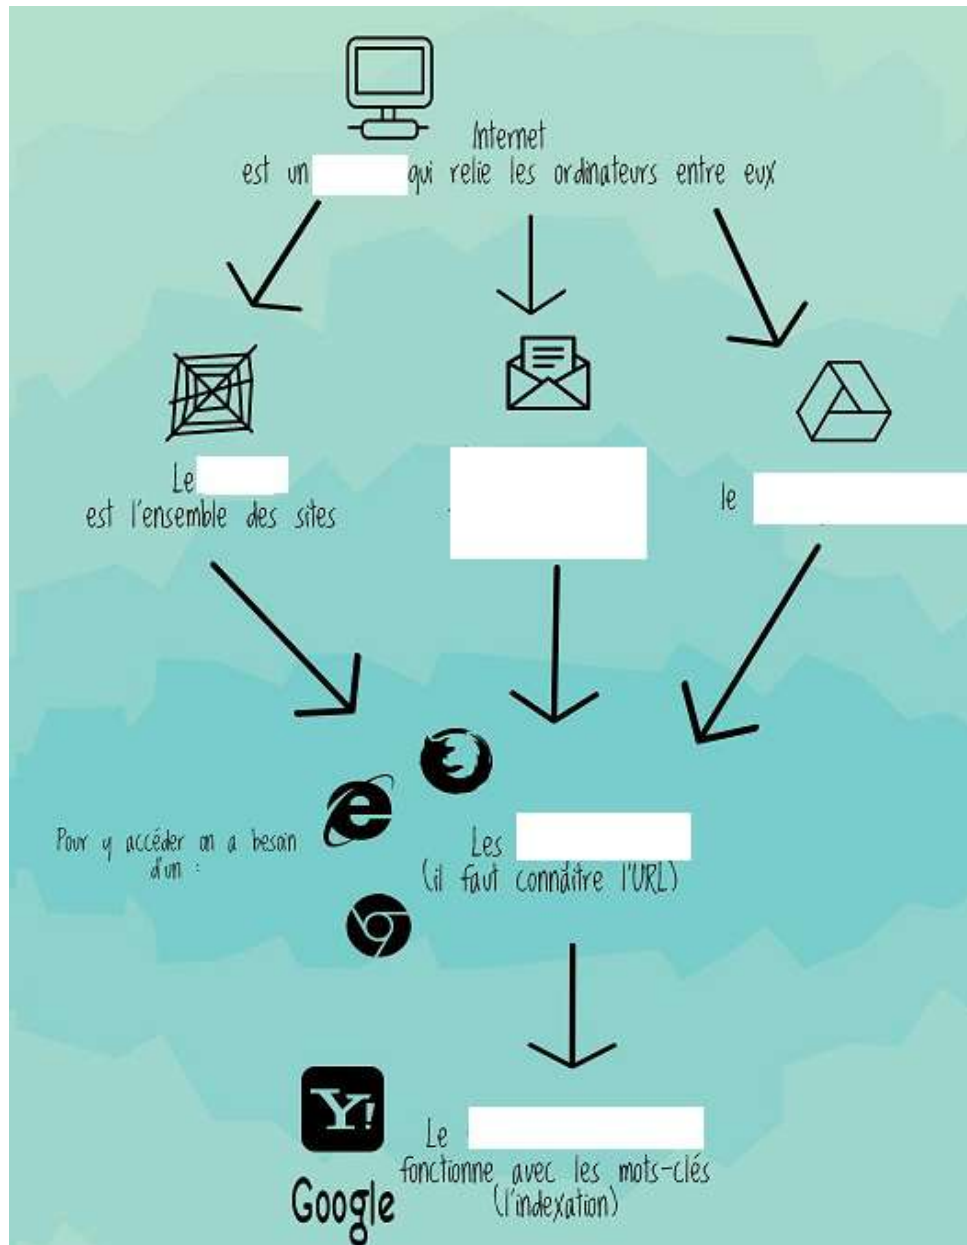 Internet
est un qui relie les ordinateurs entre eux
Le
est l'ensemble des sites
le
Pour y accéder on a besoin
d'un :
Les
(il faut connaître l'URL)
Y!
Google
Le
fonctionne avec les mots-clés
(l'indexation)